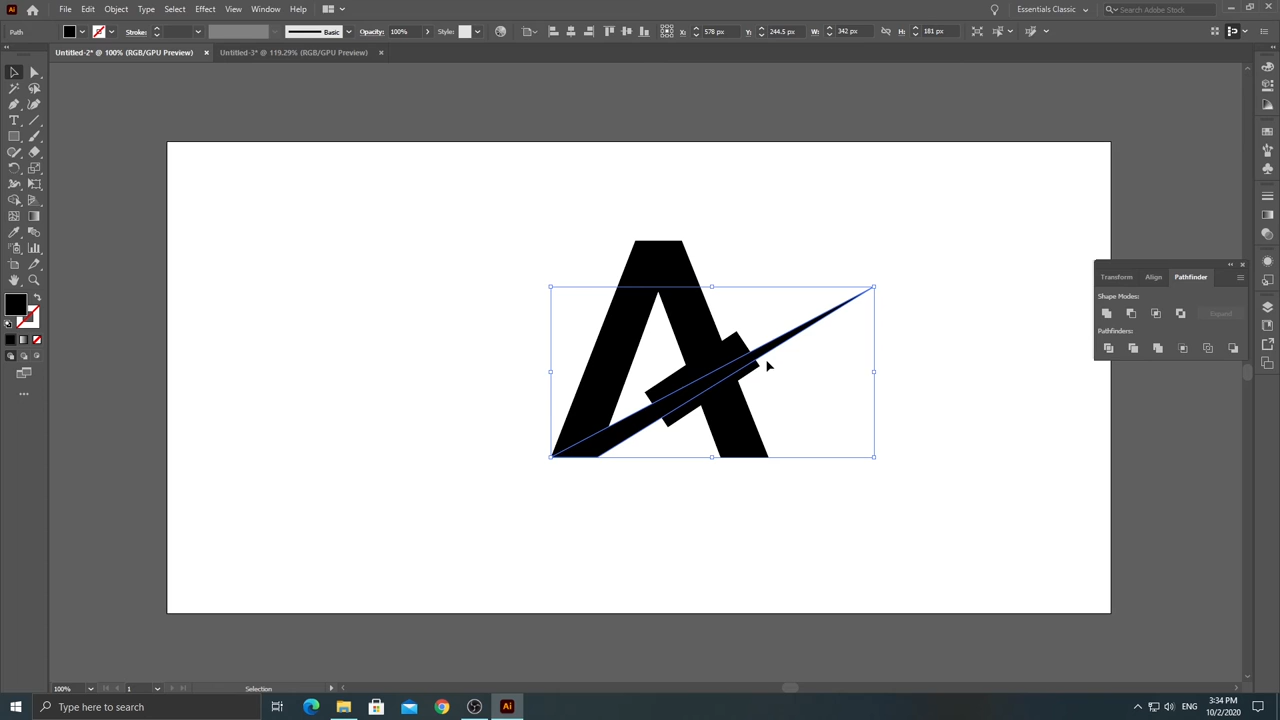 Ai File Edit Object Type Select Effect View Window Help Essentials Classic Search Adobe Stock
Path Stroke: Basic Opacity: 100% Style: X: 578 px Y: 244.5 px W: 342 px H: 181 px
Untitled-2* @ 100% (RGB/GPU Preview) × Untitled-3* @ 119.29% (RGB/GPU Preview) ×
A
Transform Align Pathfinder
Shape Modes:
Expand
Pathfinders:
100% 1 Selection
Type here to search Ai ENG 3:34 PM
10/2/2020